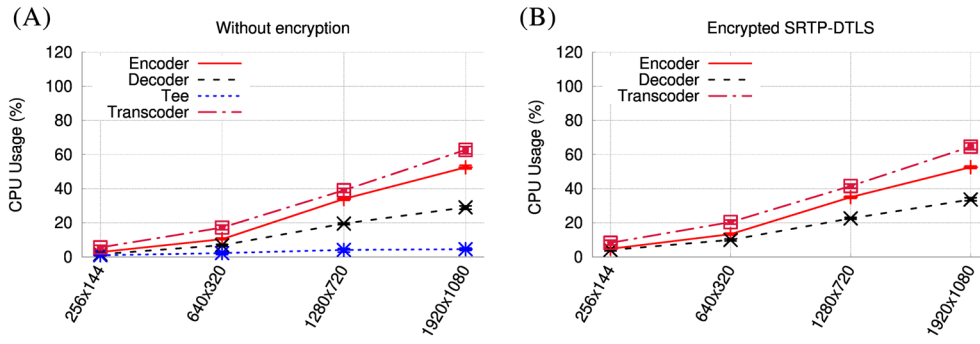 (A)
Without encryption
CPU Usage (%)
120
100
80
60
40
20
0
Encoder
Decoder
Tee
Transcoder
256x144
640x320
1280x720
1920x1080
(B)
Encrypted SRTP-DTLS
CPU Usage (%)
120
100
80
60
40
20
0
Encoder
Decoder
Transcoder
256x144
640x320
1280x720
1920x1080